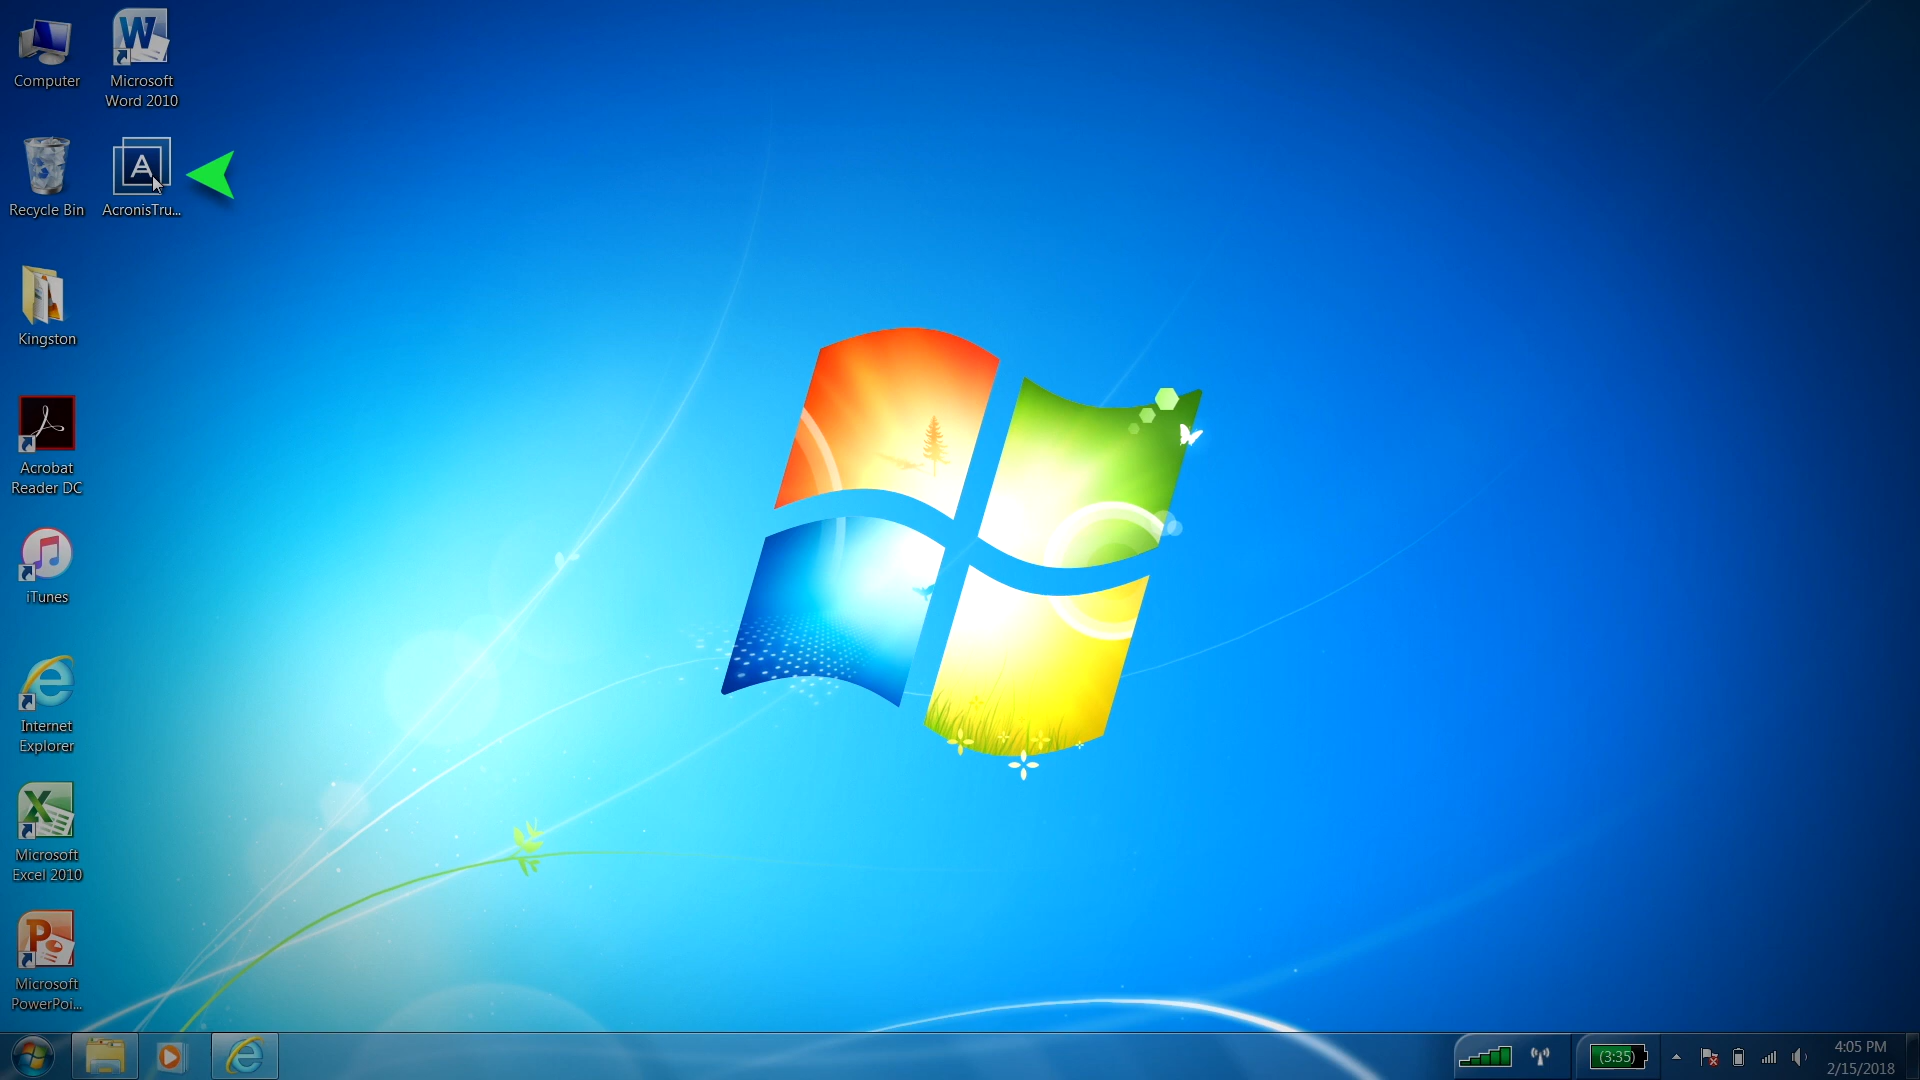 Computer
Microsoft
Word 2010
Recycle Bin
AcronisTru...
Kingston
Acrobat
Reader DC
iTunes
Internet
Explorer
Microsoft
Excel 2010
Microsoft
PowerPoi...
(3:35)
4:05 PM
2/15/2018